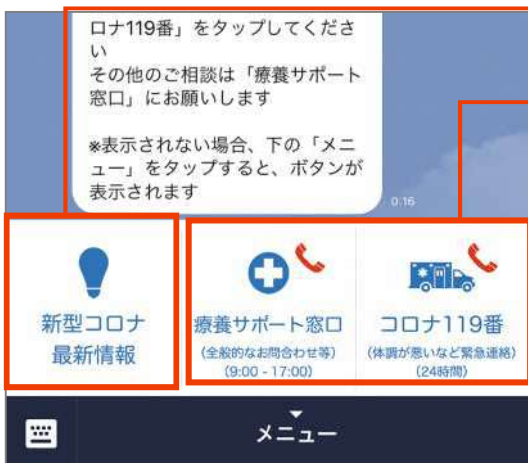 ロナ119番」をタップしてくださ
い
その他のご相談は「療養サポート
窓口」にお願いします
※表示されない場合、下の「メニ
ュー」をタップすると、ボタンが
表示されます
0:16
新型コロナ
最新情報
療養サポート窓口
(全般的なお問合わせ等)
(9:00 - 17:00)
コロナ119番
(体調が悪いなど緊急連絡)
(24時間)
メニュー